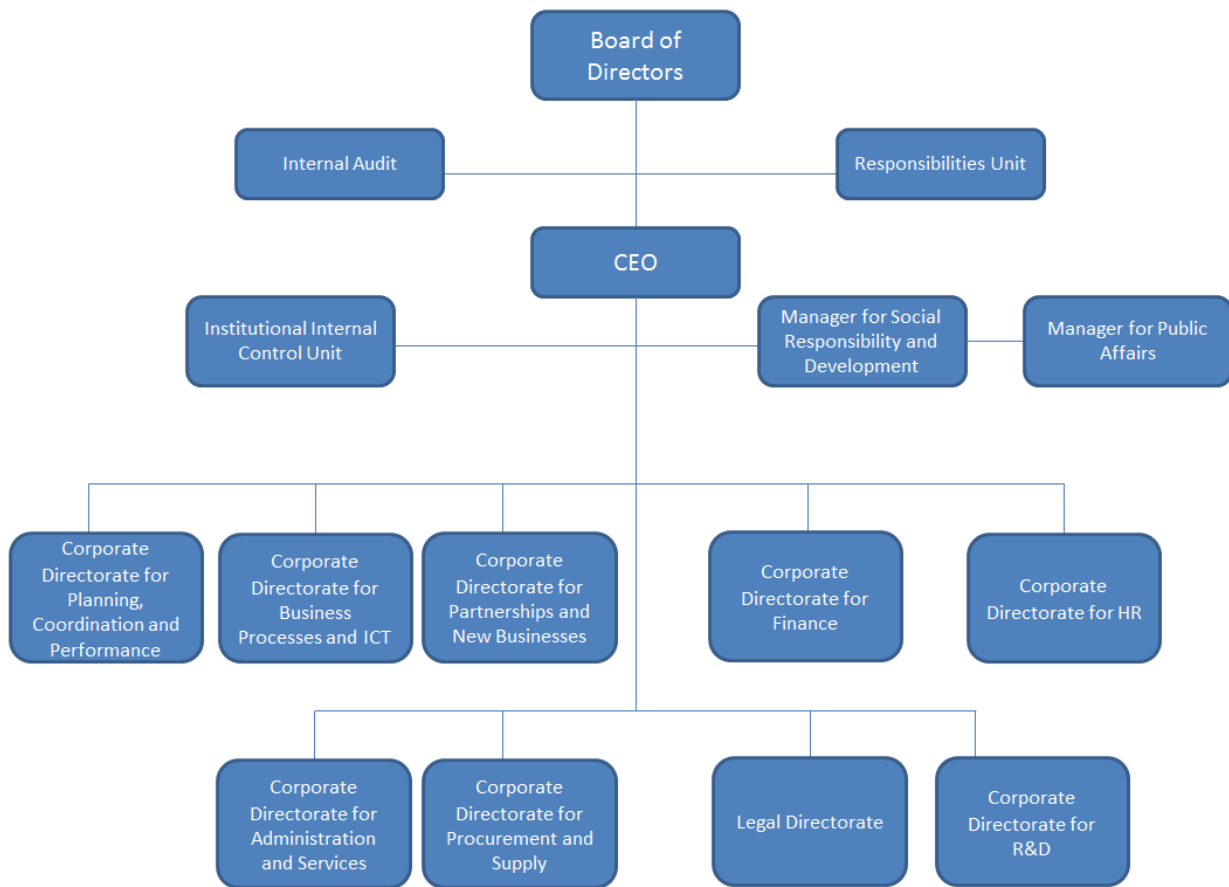 Board of
Directors
Internal Audit
Responsibilities Unit
CEO
Institutional Internal
Control Unit
Manager for Social
Responsibility and
Development
Manager for Public
Affairs
Corporate
Directorate for
Planning,
Coordination and
Performance
Corporate
Directorate for
Business
Processes and ICT
Corporate
Directorate for
Partnerships and
New Businesses
Corporate
Directorate for
Finance
Corporate
Directorate for HR
Corporate
Directorate for
Administration
and Services
Corporate
Directorate for
Procurement and
Supply
Legal Directorate
Corporate
Directorate for
R&D